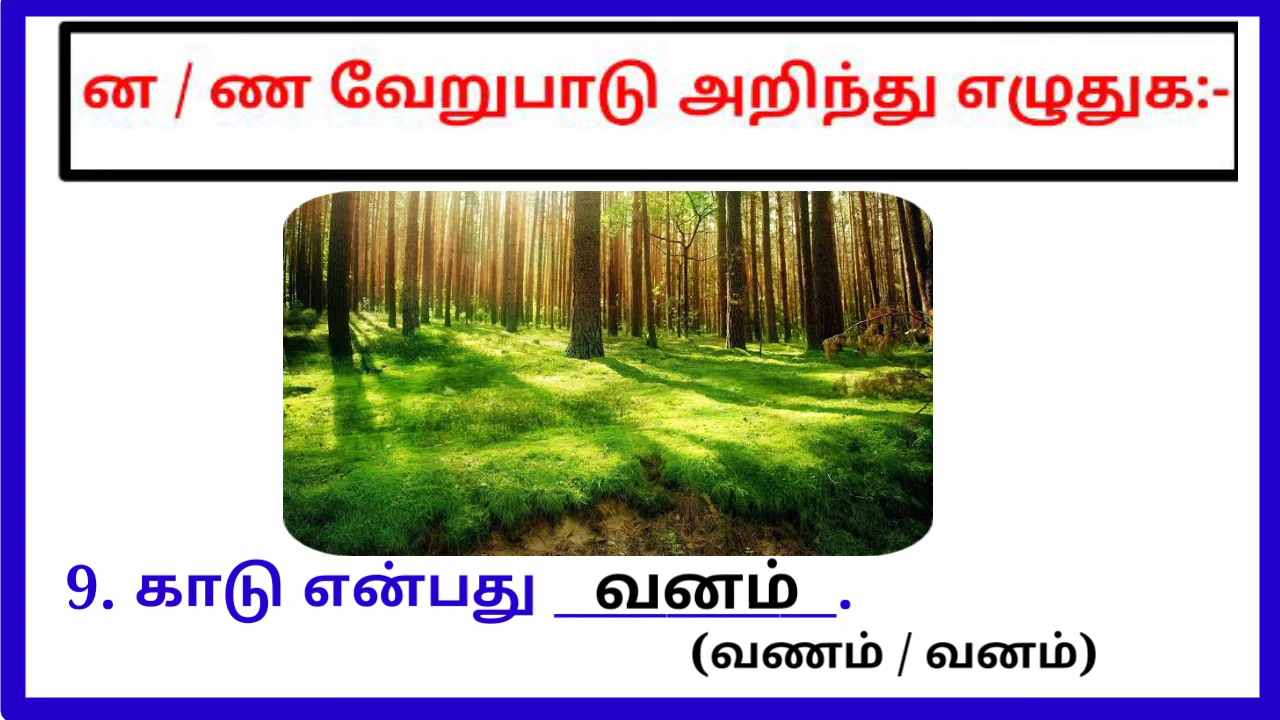 ன / ண வேறுபாடு அறிந்து எழுதுக:-
9. காடு என்பது வனம்.
(வணம் / வனம்)